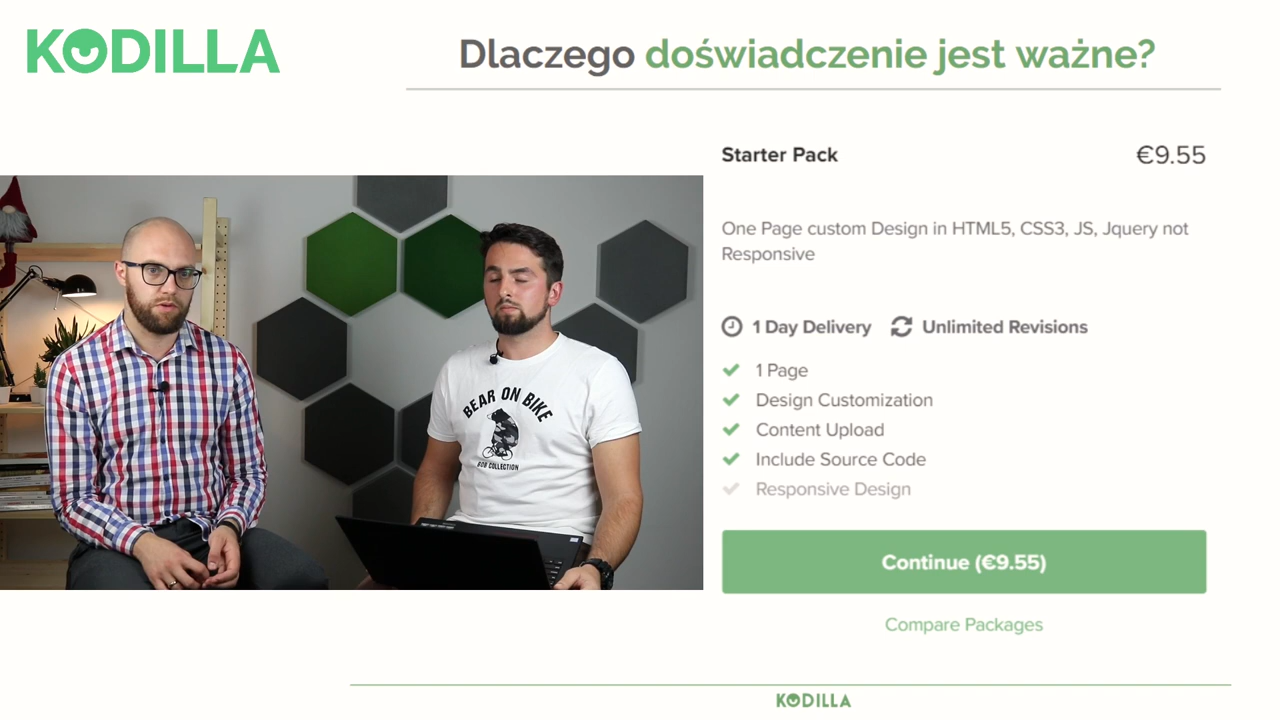 KODILLA
Dlaczego doświadczenie jest ważne?
Starter Pack
€9.55
One Page custom Design in HTML5, CSS3, JS, Jquery not
Responsive
1 Day Delivery
Unlimited Revisions
1 Page
Design Customization
Content Upload
Include Source Code
Responsive Design
Continue (€9.55)
Compare Packages
BEAR ON BIKE
BOB COLLECTION
KODILLA